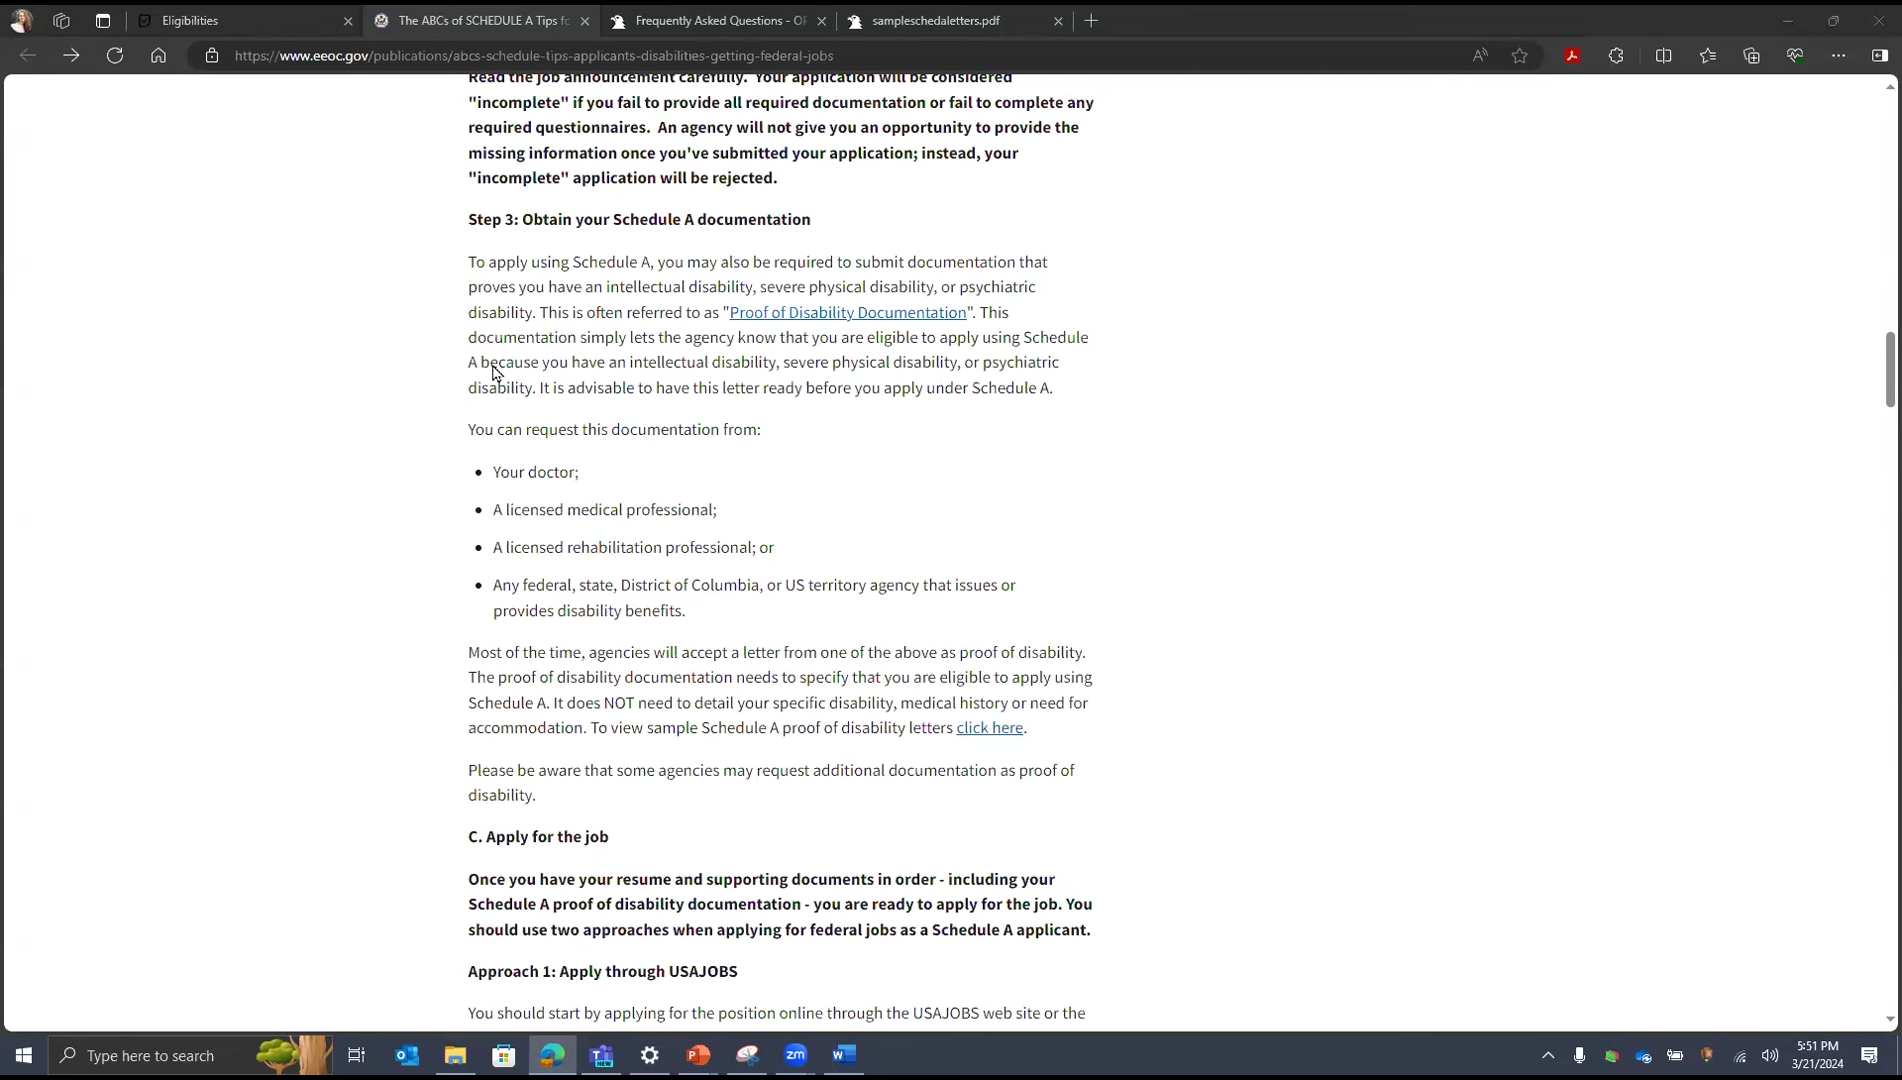 Eligibilities
The ABCs of SCHEDULE A Tips fo
Frequently Asked Questions - OF
sampleschedaletters.pdf
https://www.eeoc.gov/publications/abcs-schedule-tips-applicants-disabilities-getting-federal-jobs
Read the job announcement carefully. Your application will be considered
"incomplete" if you fail to provide all required documentation or fail to complete any
required questionnaires. An agency will not give you an opportunity to provide the
missing information once you've submitted your application; instead, your
"incomplete" application will be rejected.
Step 3: Obtain your Schedule A documentation
To apply using Schedule A, you may also be required to submit documentation that
proves you have an intellectual disability, severe physical disability, or psychiatric
disability. This is often referred to as "Proof of Disability Documentation". This
documentation simply lets the agency know that you are eligible to apply using Schedule
A because you have an intellectual disability, severe physical disability, or psychiatric
disability. It is advisable to have this letter ready before you apply under Schedule A.
You can request this documentation from:
• Your doctor;
• A licensed medical professional;
• A licensed rehabilitation professional; or
• Any federal, state, District of Columbia, or US territory agency that issues or
provides disability benefits.
Most of the time, agencies will accept a letter from one of the above as proof of disability.
The proof of disability documentation needs to specify that you are eligible to apply using
Schedule A. It does NOT need to detail your specific disability, medical history or need for
accommodation. To view sample Schedule A proof of disability letters click here.
Please be aware that some agencies may request additional documentation as proof of
disability.
C. Apply for the job
Once you have your resume and supporting documents in order - including your
Schedule A proof of disability documentation - you are ready to apply for the job. You
should use two approaches when applying for federal jobs as a Schedule A applicant.
Approach 1: Apply through USAJOBS
You should start by applying for the position online through the USAJOBS web site or the
Type here to search
5:51 PM
3/21/2024